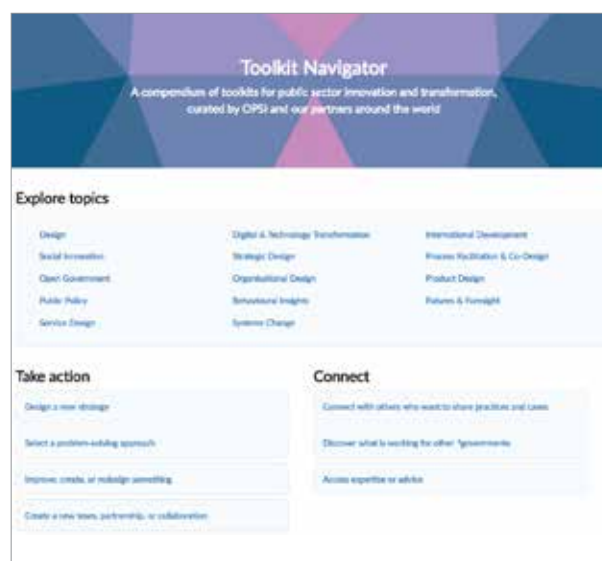 Toolkit Navigator
A compendium of toolkits for public sector innovation and transformation,
curated by OPSI and our partners around the world
Explore topics
Design
Digital & Technology Transformation
International Development
Social Innovation
Strategic Design
Process Facilitation & Co-Design
Open Government
Organisational Design
Product Design
Public Policy
Behavioural Insights
Futures & Foresight
Service Design
Systems Change
Take action
Connect
Design a new strategy
Connect with others who want to share practices and cases
Select a problem-solving approach
Discover what is working for other governments
Improve, create, or redesign something
Access expertise or advice
Create a new team, partnership, or collaboration